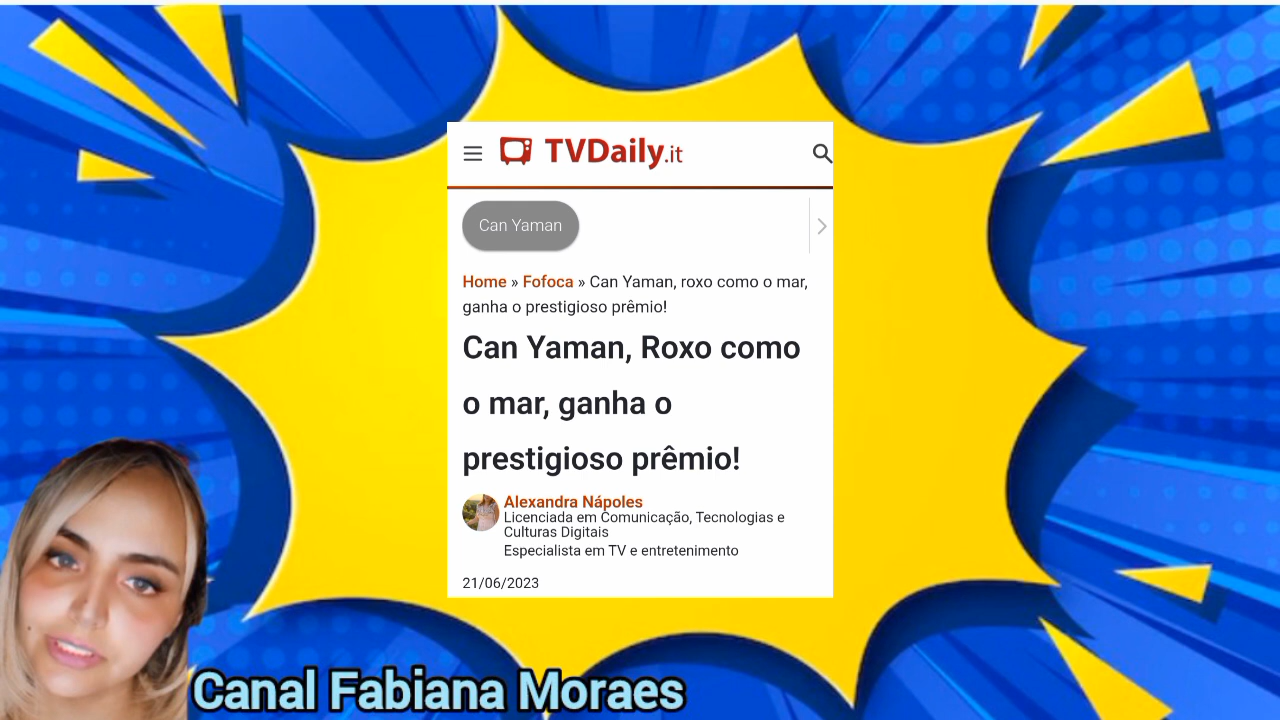 TVDaily.it
Can Yaman
Home » Fofoca » Can Yaman, roxo como o mar,
ganha o prestigioso prêmio!
Can Yaman, Roxo como
o mar, ganha o
prestigioso prêmio!
Alexandra Nápoles
Licenciada em Comunicação, Tecnologias e
Culturas Digitais
Especialista em TV e entretenimento
21/06/2023
Canal Fabiana Moraes